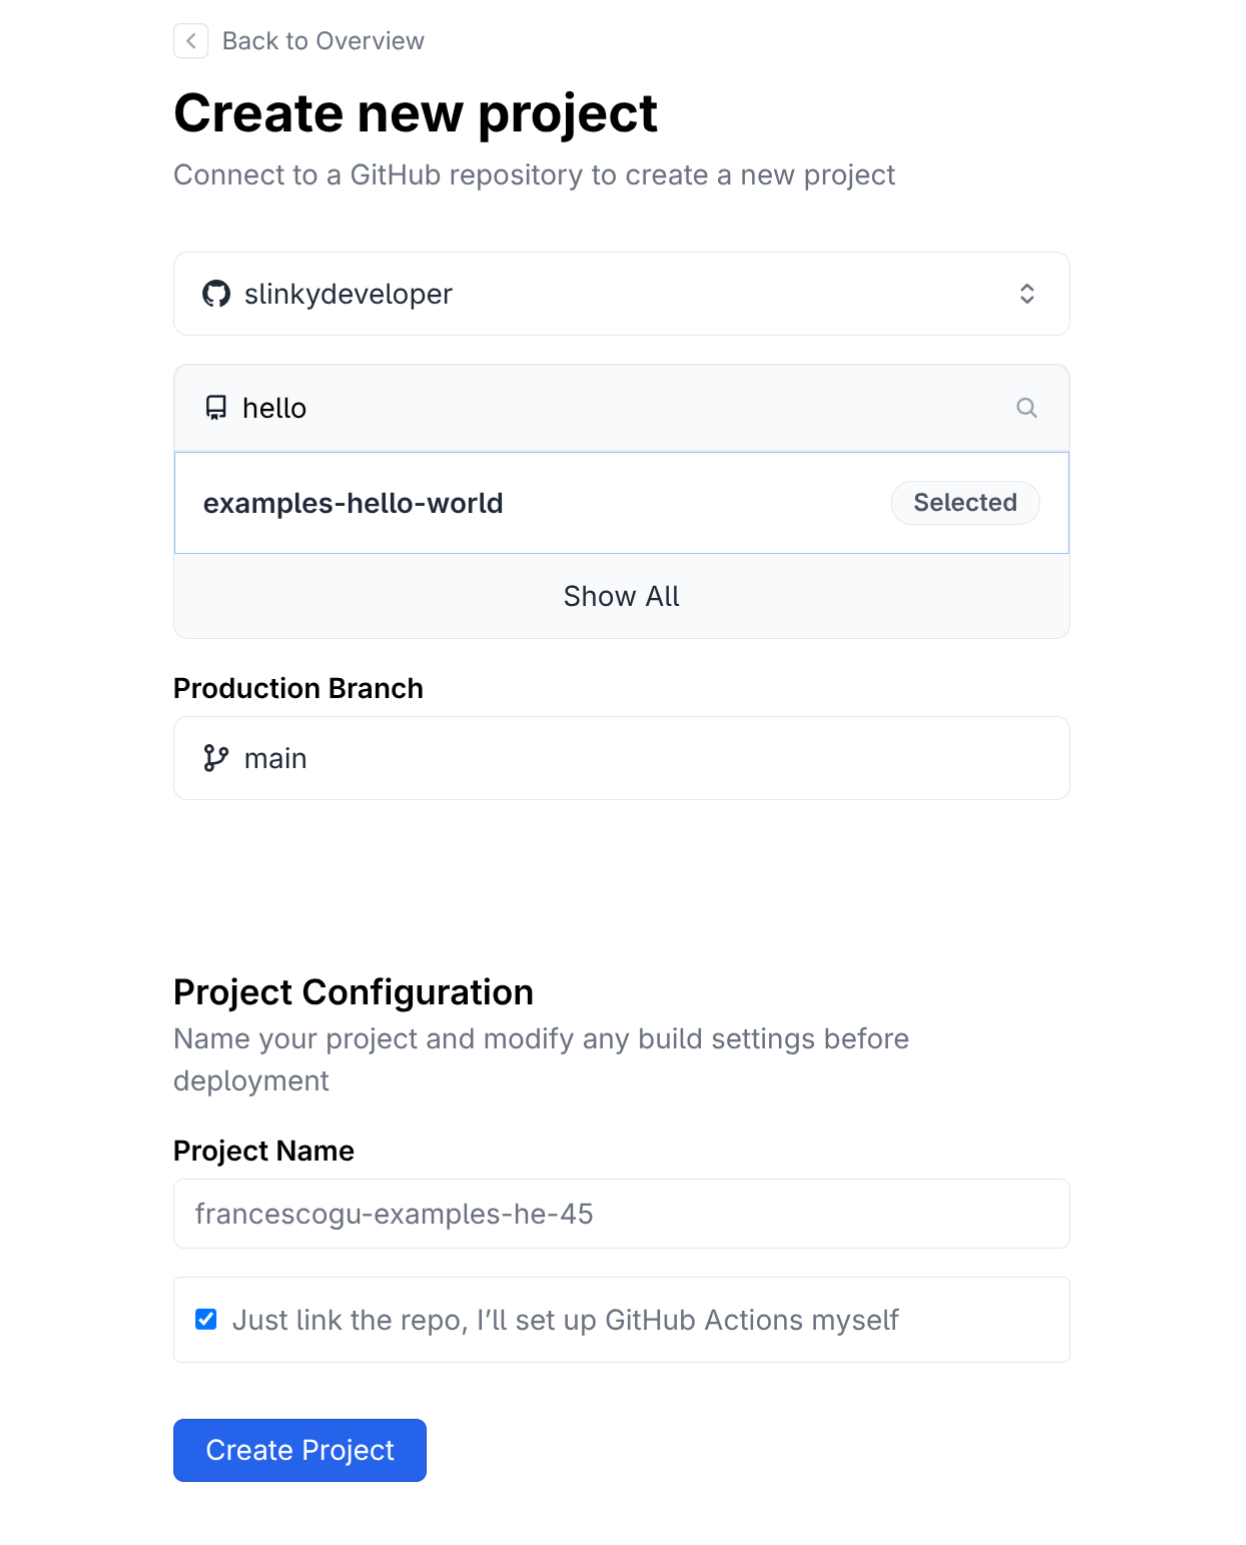 Back to Overview
Create new project
Connect to a GitHub repository to create a new project
slinkydeveloper
hello
examples-hello-world
Selected
Show All
Production Branch
main
Project Configuration
Name your project and modify any build settings before
deployment
Project Name
francescogu-examples-he-45
Just link the repo, I’ll set up GitHub Actions myself
Create Project